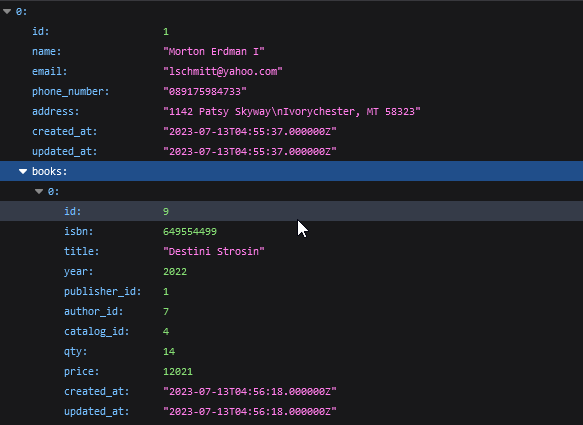 0:
id: 1
name: "Morton Erdman I"
email: "lschmitt@yahoo.com"
phone_number: "089175984733"
address: "1142 Patsy Skyway\nIvorychester, MT 58323"
created_at: "2023-07-13T04:55:37.000000Z"
updated_at: "2023-07-13T04:55:37.000000Z"
books:
0:
id: 9
isbn: 649554499
title: "Destini Strosin"
year: 2022
publisher_id: 1
author_id: 7
catalog_id: 4
qty: 14
price: 12021
created_at: "2023-07-13T04:56:18.000000Z"
updated_at: "2023-07-13T04:56:18.000000Z"